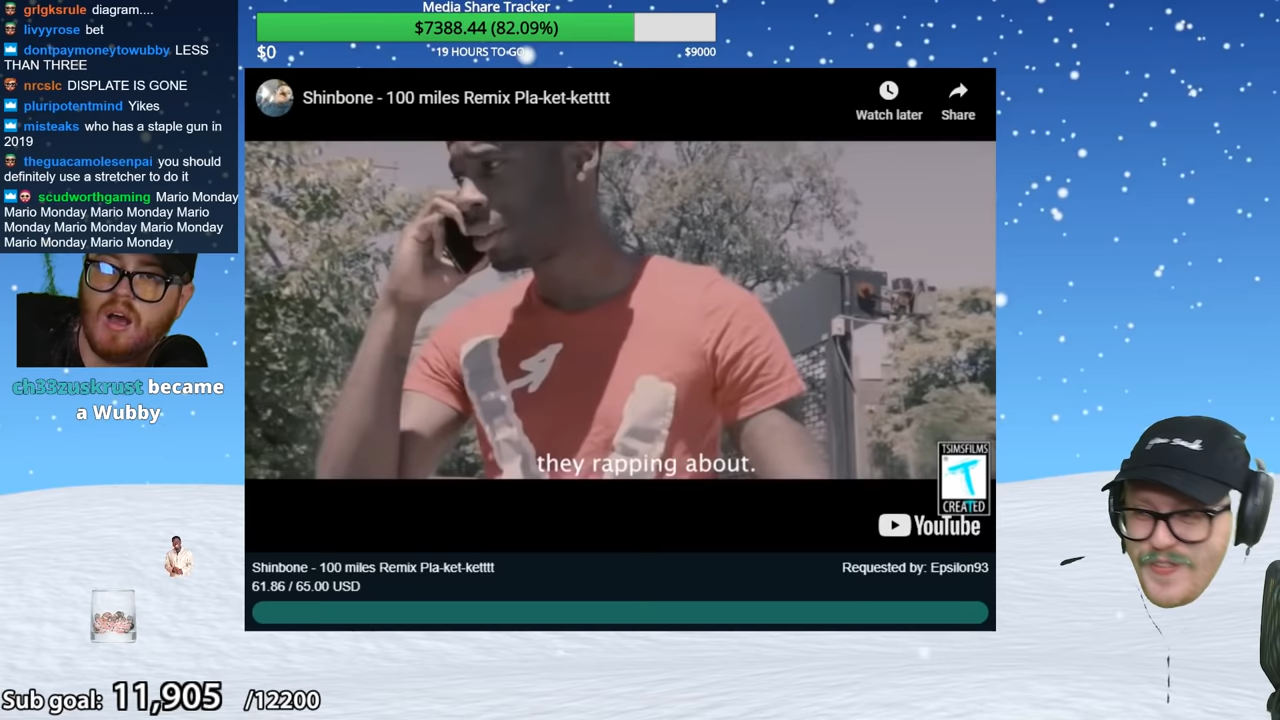 grlgksrule diagram....
livyyrose bet
dontpaymoneytowubby LESS
THAN THREE
nrcsic DISPLATE IS GONE
pluripotentmind Yikes
misteaks who has a staple gun in
2019
theguacamolesenpai you should
definitely use a stretcher to do it
scudworthgaming Mario Monday
Mario Monday Mario Monday Mario
Monday Mario Monday Mario Monday
Mario Monday Mario Monday
ch33zuskrust became
a Wubby
Media Share Tracker
$7388.44 (82.09%)
$0
19 HOURS TO GO
$9000
Shinbone - 100 miles Remix Pla-ket-ketttt
Watch later
Share
they rapping about.
TSIMSFILMS
T
CREATED
YouTube
Shinbone - 100 miles Remix Pla-ket-ketttt
Requested by: Epsilon93
61.86 / 65.00 USD
Sub goal: 11,905 /12200